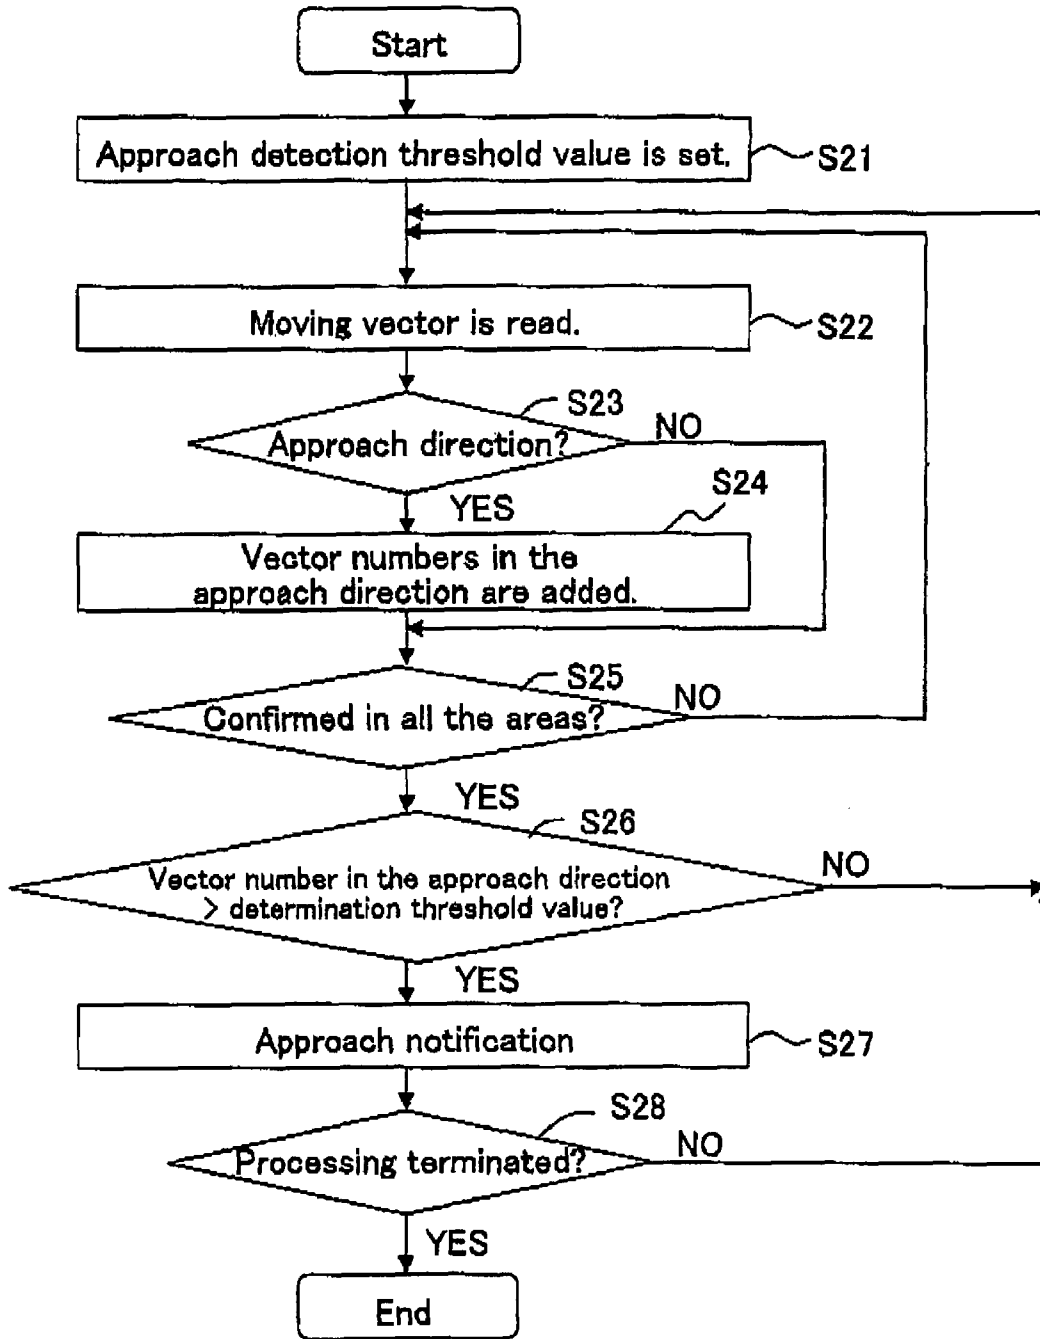 Start
Approach detection threshold value is set.
S21
Moving vector is read.
S22
S23
Approach direction?
NO
YES
S24
Vector numbers in the
approach direction are added.
S25
Confirmed in all the areas?
NO
YES
S26
Vector number in the approach direction
> determination threshold value?
NO
YES
Approach notification
S27
S28
Processing terminated?
NO
YES
End